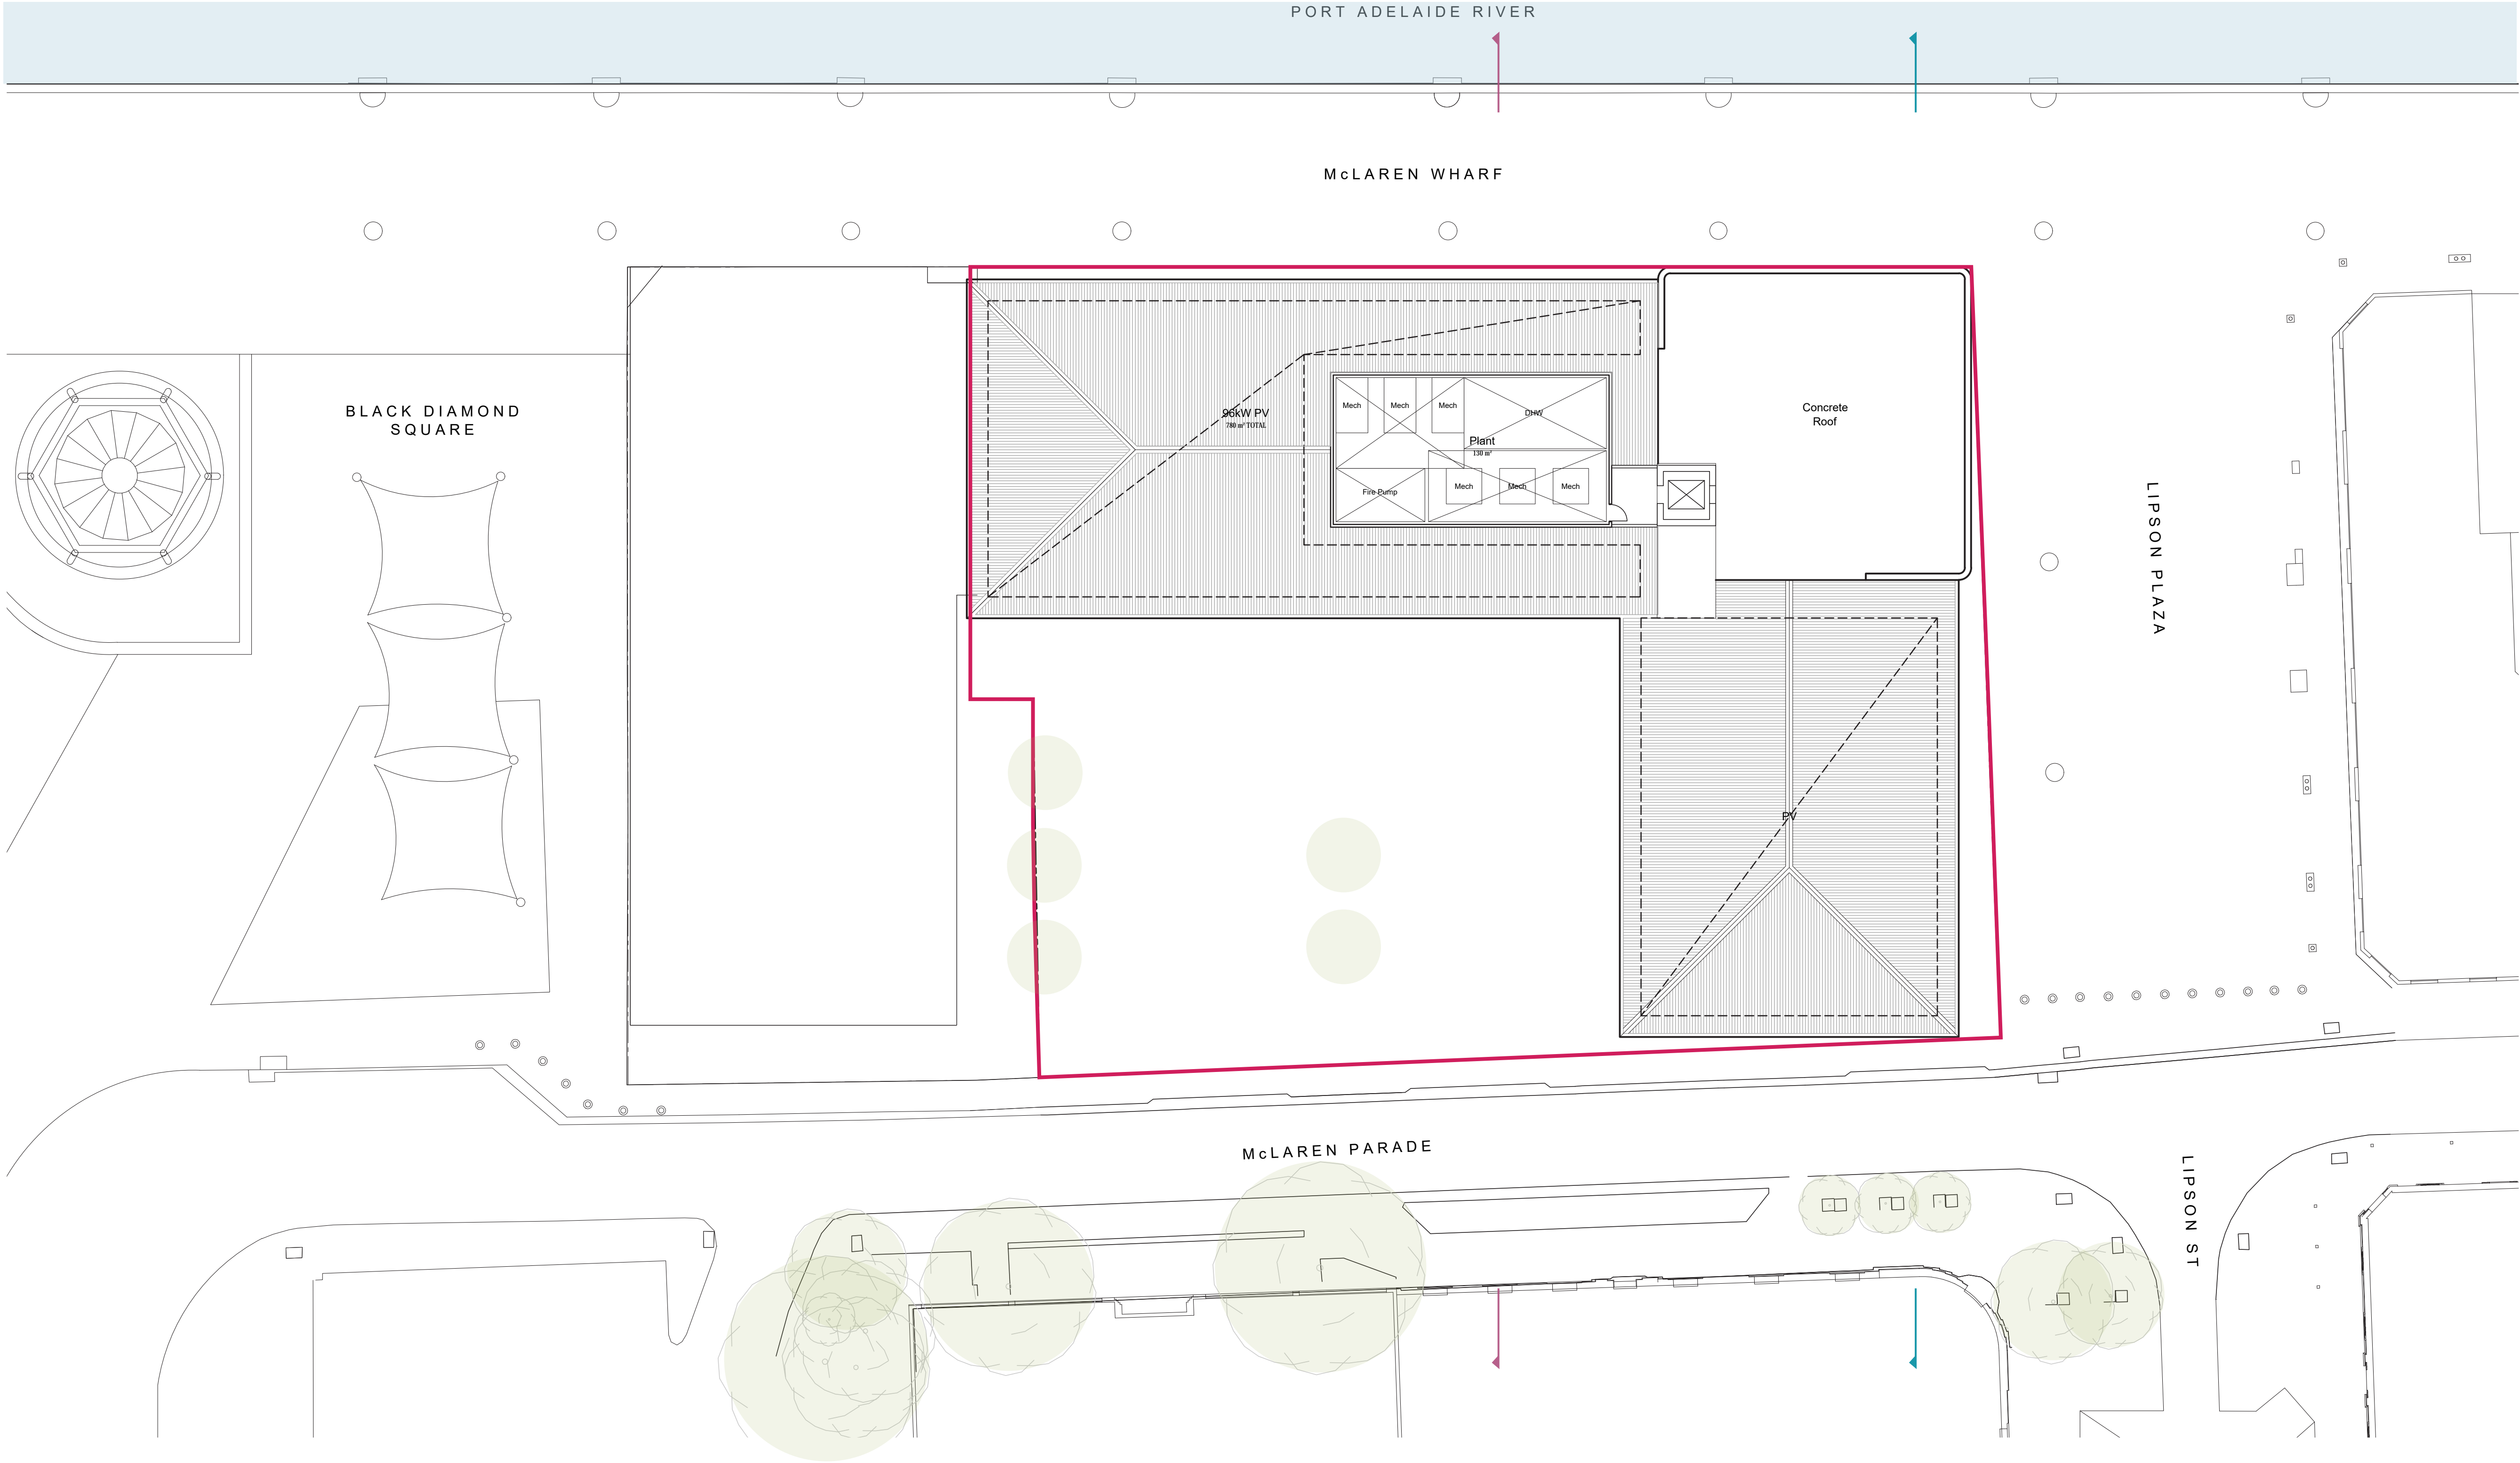 PORT ADELAIDE RIVER
McLAREN WHARF
BLACK DIAMOND
SQUARE
96kW PV
780 m² TOTAL
Mech
Mech
Mech
DHW
Plant
130 m²
Fire Pump
Mech
Mech
Mech
Concrete
Roof
LIPSON PLAZA
PV
McLAREN PARADE
LIPSON ST